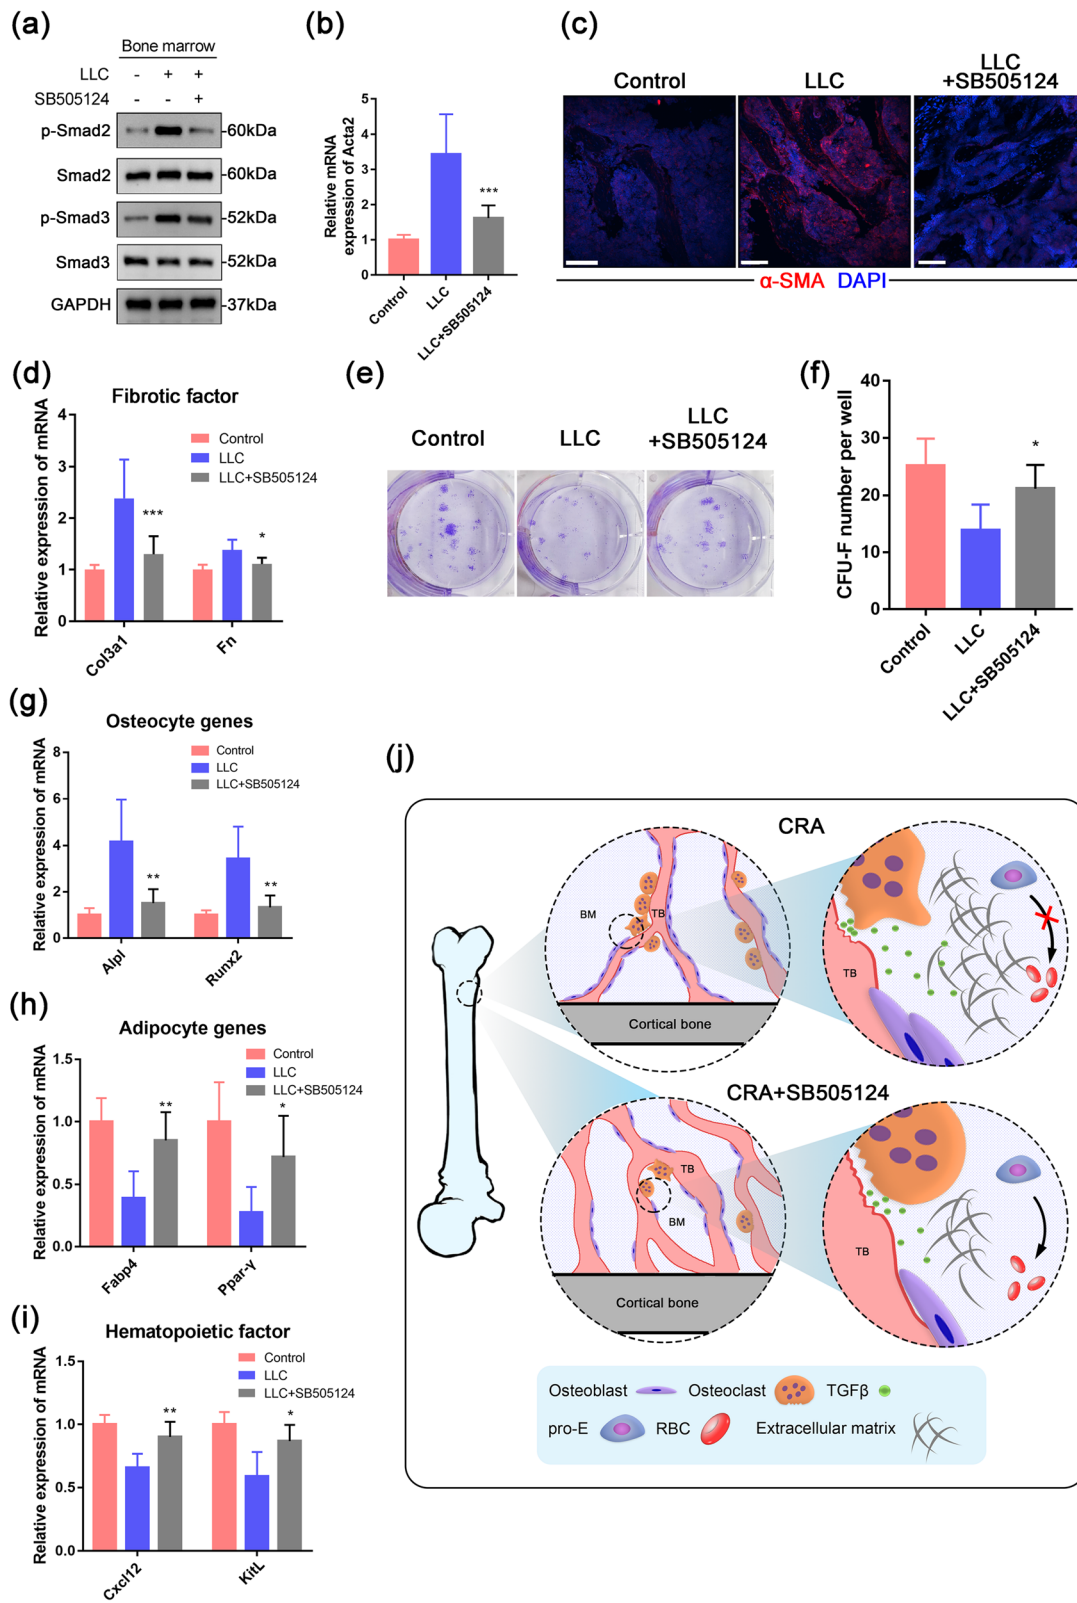 (a)
Bone marrow
LLC - + +
SB505124 - - +
p-Smad2 -60kDa
Smad2 -60kDa
p-Smad3 -52kDa
Smad3 -52kDa
GAPDH -37kDa
(b)
Relative mRNA
expression of Acta2
5
4
3
2
1
0
Control
LLC
LLC+SB505124
***
(c)
Control
LLC
LLC
+SB505124
α-SMA DAPI
(d)
Fibrotic factor
Relative expression of mRNA
4
3
2
1
0
Control
LLC
LLC+SB505124
***
*
Col3a1
Fn
(e)
Control
LLC
LLC
+SB505124
(f)
CFU-F number per well
40
30
20
10
0
*
Control
LLC
LLC+SB505124
(g)
Osteocyte genes
Relative expression of mRNA
8
6
4
2
0
Control
LLC
LLC+SB505124
**
**
Alpl
Runx2
(h)
Adipocyte genes
Relative expression of mRNA
1.5
1.0
0.5
0.0
Control
LLC
LLC+SB505124
**
*
Fabp4
Ppar-γ
(i)
Hematopoietic factor
Relative expression of mRNA
1.5
1.0
0.5
0.0
Control
LLC
LLC+SB505124
**
*
Cxcl12
KitL
(j)
CRA
BM
TB
Cortical bone
TB
CRA+SB505124
TB
BM
Cortical bone
TB
Osteoblast Osteoclast TGFβ
pro-E RBC Extracellular matrix